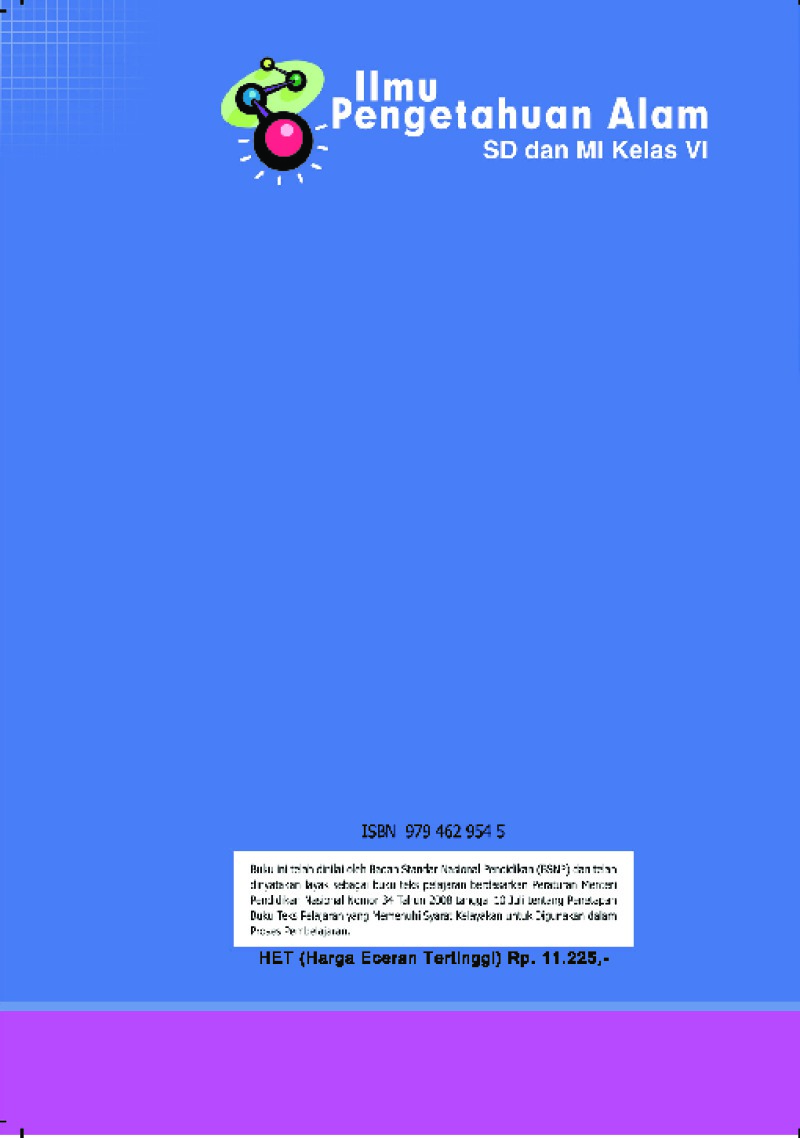 Ilmu
Pengetahuan Alam
SD dan MI Kelas VI
ISBN 979 462 954 5
Buku ini telah dinilai oleh Badan Standar Nasional Pendidikan (BSNP) dan telah
dinyatakan layak sebagai buku teks pelajaran berdasarkan Peraturan Menteri
Pendidikan Nasional Nomor 34 Tahun 2008 tanggal 10 Juli tentang Penetapan
Buku Teks Pelajaran yang Memenuhi Syarat Kelayakan untuk Digunakan dalam
Proses Pembelajaran.
HET (Harga Eceran Tertinggi) Rp. 11.225,-